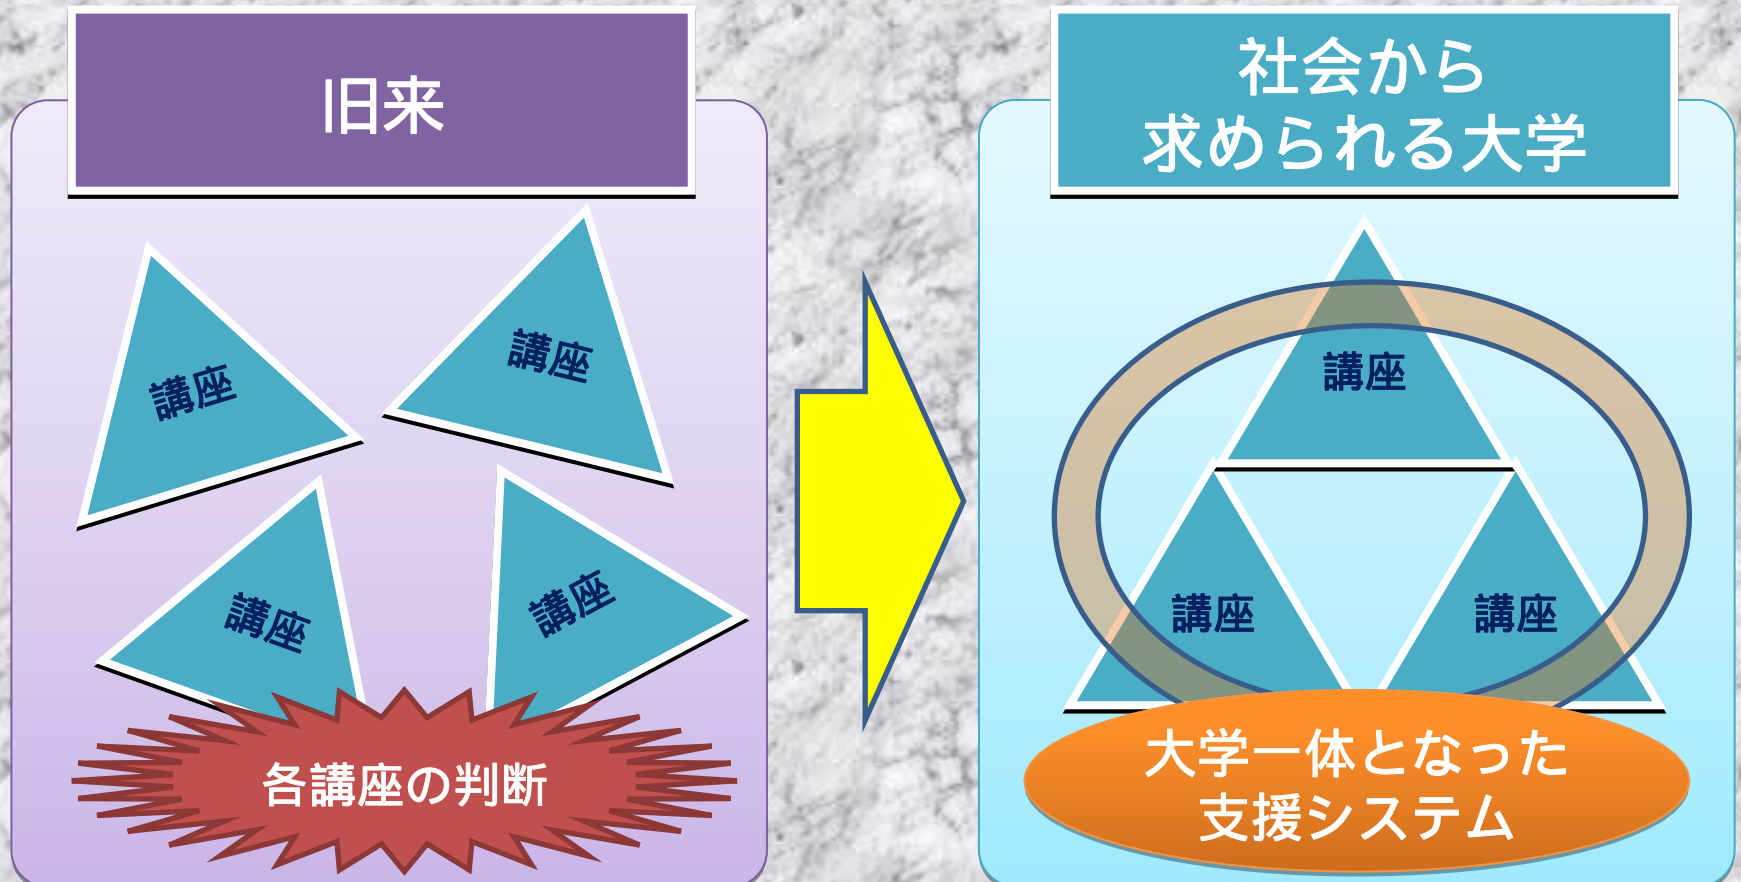 旧来
講座
講座
講座
講座
各講座の判断
社会から
求められる大学
講座
講座
講座
大学一体となった
支援システム